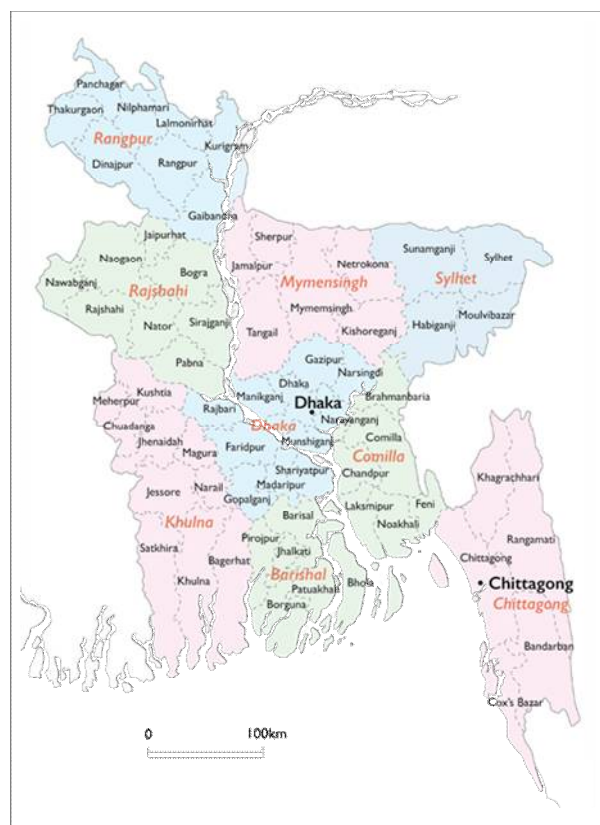 Panchagar
Thakurgaon
Nilphamari
Lalmonirhat
Rangpur
Kurigram
Dinajpur
Rangpur
Gaibandha
Jaipurhat
Sherpur
Naogaon
Jamalpur
Netrokona
Sunamganji
Sylhet
Bogra
Nawabganj
Rajshahi
Mymensingh
Sylhet
Rajshahi
Sirajganji
Mymensingh
Moulvibazar
Nator
Tangail
Kishoreganj
Habiganji
Pabna
Gazipur
Narsingdi
Dhaka
Kushtia
Manikganj
Brahmanbaria
Meherpur
Rajbari
Dhaka
Chuadanga
Dhaka
Narayanganj
Jhenaidah
Faridpur
Munshiganj
Comilla
Magura
Comilla
Shariyatpur
Chandpur
Khagrachhari
Jessore
Narail
Madaripur
Gopalganj
Laksmipur
Feni
Khulna
Barisal
Noakhali
Pirojpur
Rangamati
Satkhira
Jhalkati
Bagerhat
Chittagong
Khulna
Barishal
Bhola
Chittagong
Patuakhali
Borguna
Chittagong
Bandarban
Cox's Bazar
0 100km